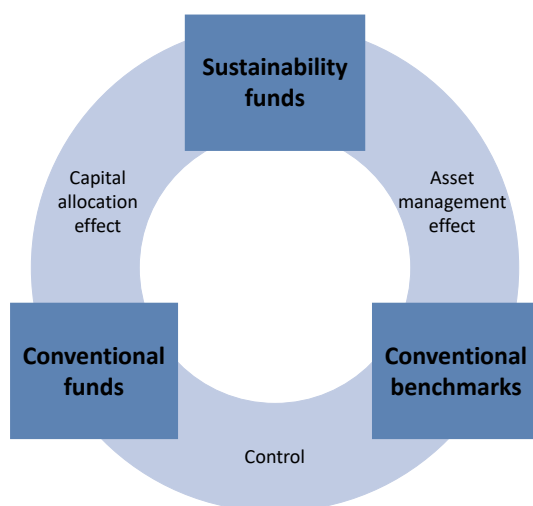 Sustainability
funds
Capital
allocation
effect
Asset
management
effect
Conventional
funds
Conventional
benchmarks
Control